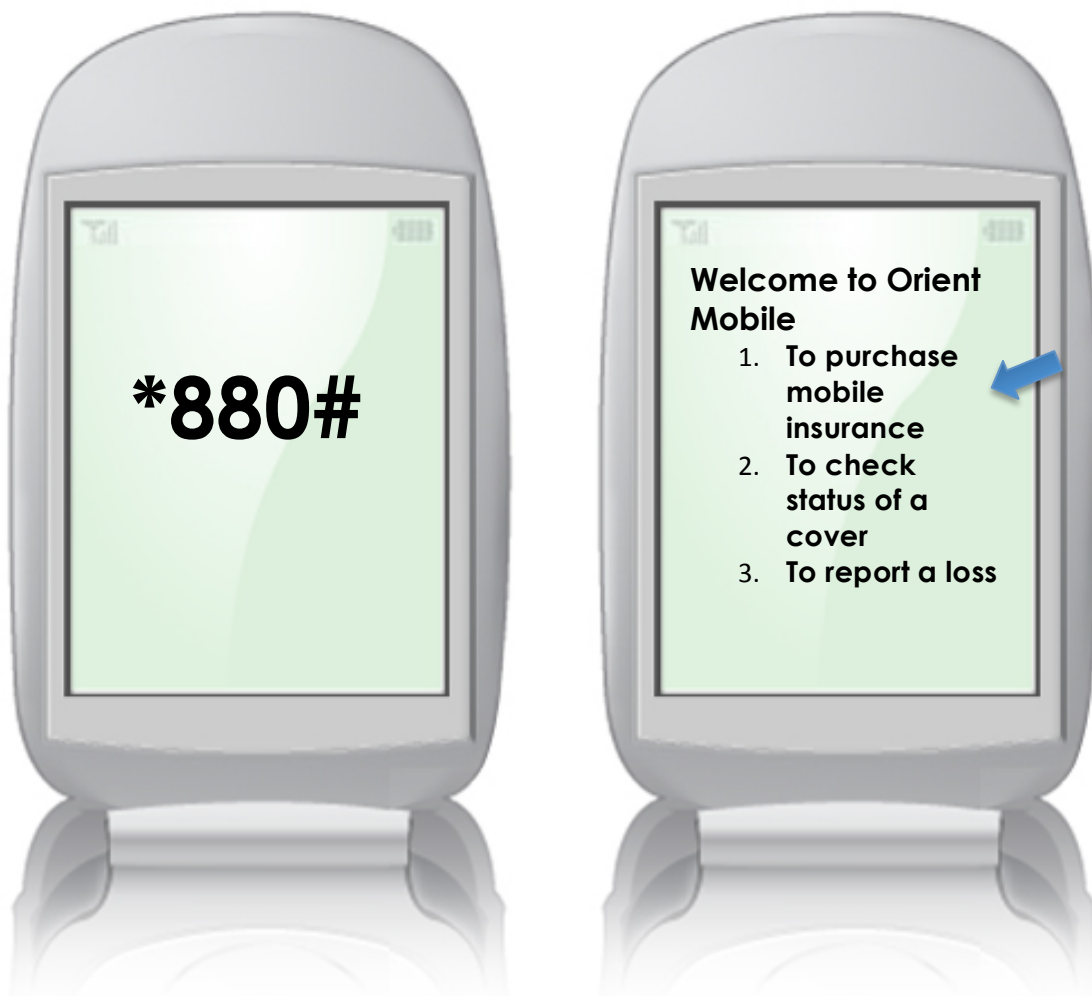 *880#
Welcome to Orient
Mobile
1. To purchase
mobile
insurance
2. To check
status of a
cover
3. To report a loss